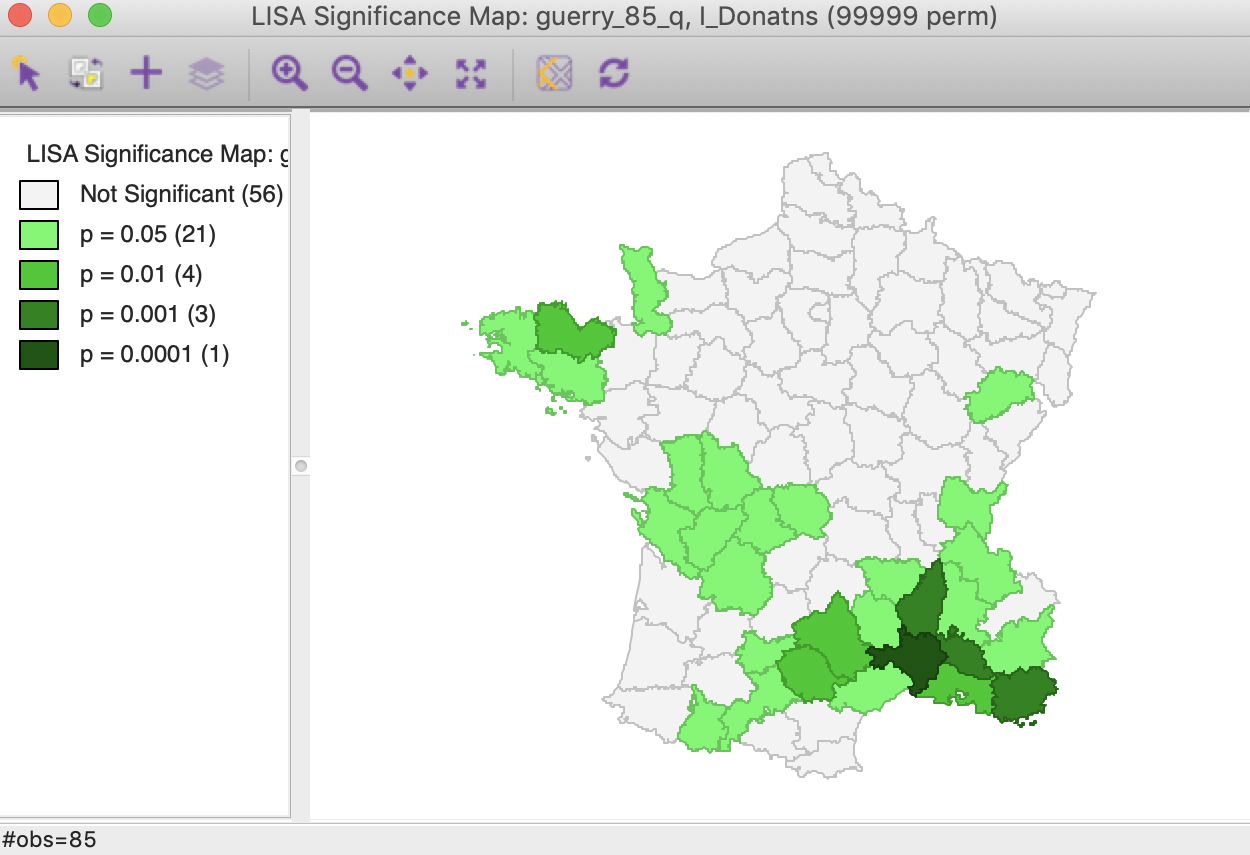 LISA Significance Map: guerry_85_q, I_Donatns (99999 perm)
LISA Significance Map: g
Not Significant (56)
p = 0.05 (21)
p = 0.01 (4)
p = 0.001 (3)
p = 0.0001 (1)
#obs=85